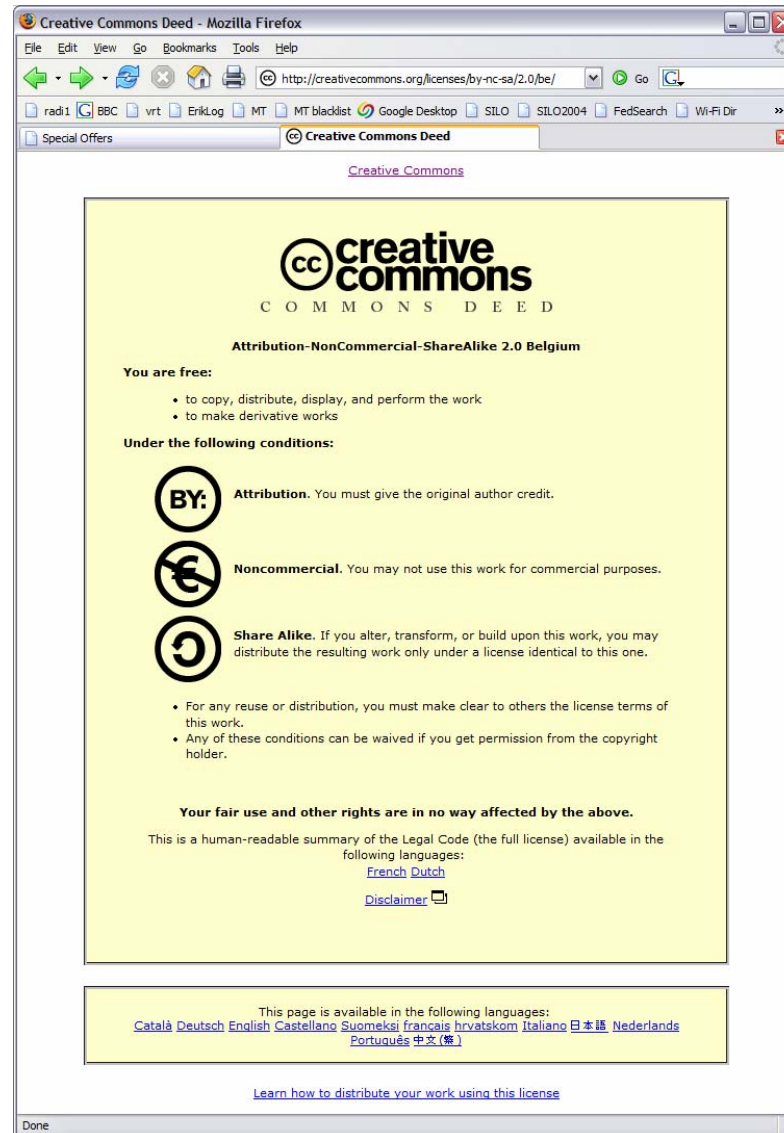 Creative Commons Deed - Mozilla Firefox
File Edit View Go Bookmarks Tools Help
http://creativecommons.org/licenses/by-nc-sa/2.0/be/ Go G
radi1 BBC vrt ErikLog MT MT blacklist Google Desktop SILO SILO2004 FedSearch Wi-Fi Dir »
Special Offers Creative Commons Deed
Creative Commons
cc creative
commons
COMMONS DEED
Attribution-NonCommercial-ShareAlike 2.0 Belgium
You are free:
• to copy, distribute, display, and perform the work
• to make derivative works
Under the following conditions:
BY: Attribution. You must give the original author credit.
€ Noncommercial. You may not use this work for commercial purposes.
Share Alike. If you alter, transform, or build upon this work, you may
distribute the resulting work only under a license identical to this one.
• For any reuse or distribution, you must make clear to others the license terms of
this work.
• Any of these conditions can be waived if you get permission from the copyright
holder.
Your fair use and other rights are in no way affected by the above.
This is a human-readable summary of the Legal Code (the full license) available in the
following languages:
French Dutch
Disclaimer
This page is available in the following languages:
Català Deutsch English Castellano Suomeksi français hrvatskom Italiano 日本語 Nederlands
Português 中文(繁)
Learn how to distribute your work using this license
Done